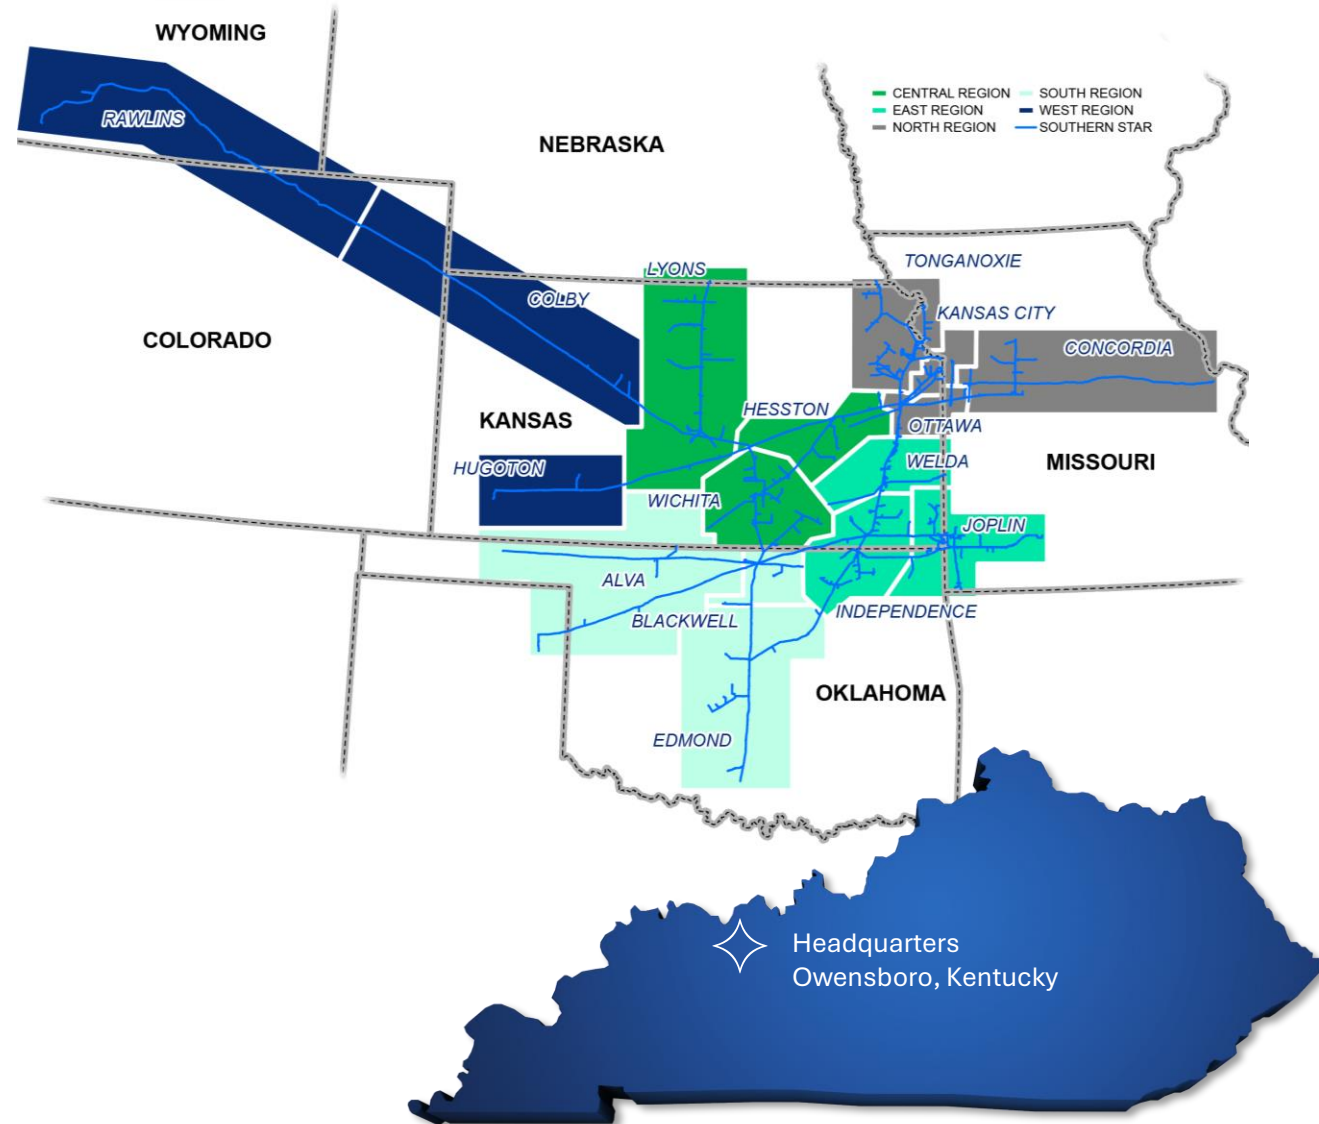 WYOMING
CENTRAL REGION
SOUTH REGION
EAST REGION
WEST REGION
NORTH REGION
SOUTHERN STAR
RAWLINS
NEBRASKA
TONGANOXIE
LYONS
COLBY
KANSAS CITY
COLORADO
CONCORDIA
HESSTON
KANSAS
OTTAWA
HUGOTON
WELDA
MISSOURI
WICHITA
JOPLIN
ALVA
BLACKWELL
INDEPENDENCE
OKLAHOMA
EDMOND
Headquarters
Owensboro, Kentucky